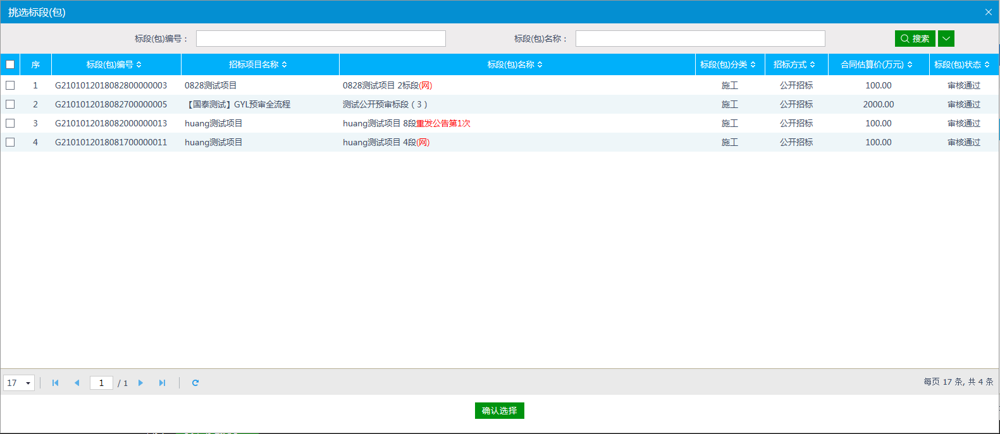 挑选标段(包)
标段(包)编号： 标段(包)名称： 搜索
序 标段(包)编号 招标项目名称 标段(包)名称 标段(包)分类 招标方式 合同估算价(万元) 标段(包)状态
1 G2101012018082800000003 0828测试项目 0828测试项目 2标段(网) 施工 公开招标 100.00 审核通过
2 G2101012018082700000005 【国泰测试】GYL预审全流程 测试公开预审标段（3） 施工 公开招标 2000.00 审核通过
3 G2101012018082000000013 huang测试项目 huang测试项目 8段重发公告第1次 施工 公开招标 100.00 审核通过
4 G2101012018081700000011 huang测试项目 huang测试项目 4段(网) 施工 公开招标 100.00 审核通过
17 1 / 1 每页 17 条, 共 4 条
确认选择